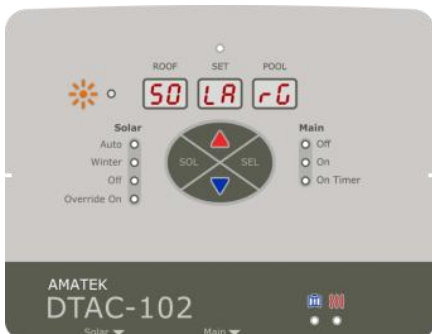 ROOF SET POOL
SO LA rG
Solar Main
Auto Off
Winter SOL SEL On
Off On Timer
Override On
AMATEK
DTAC-102
Solar Main